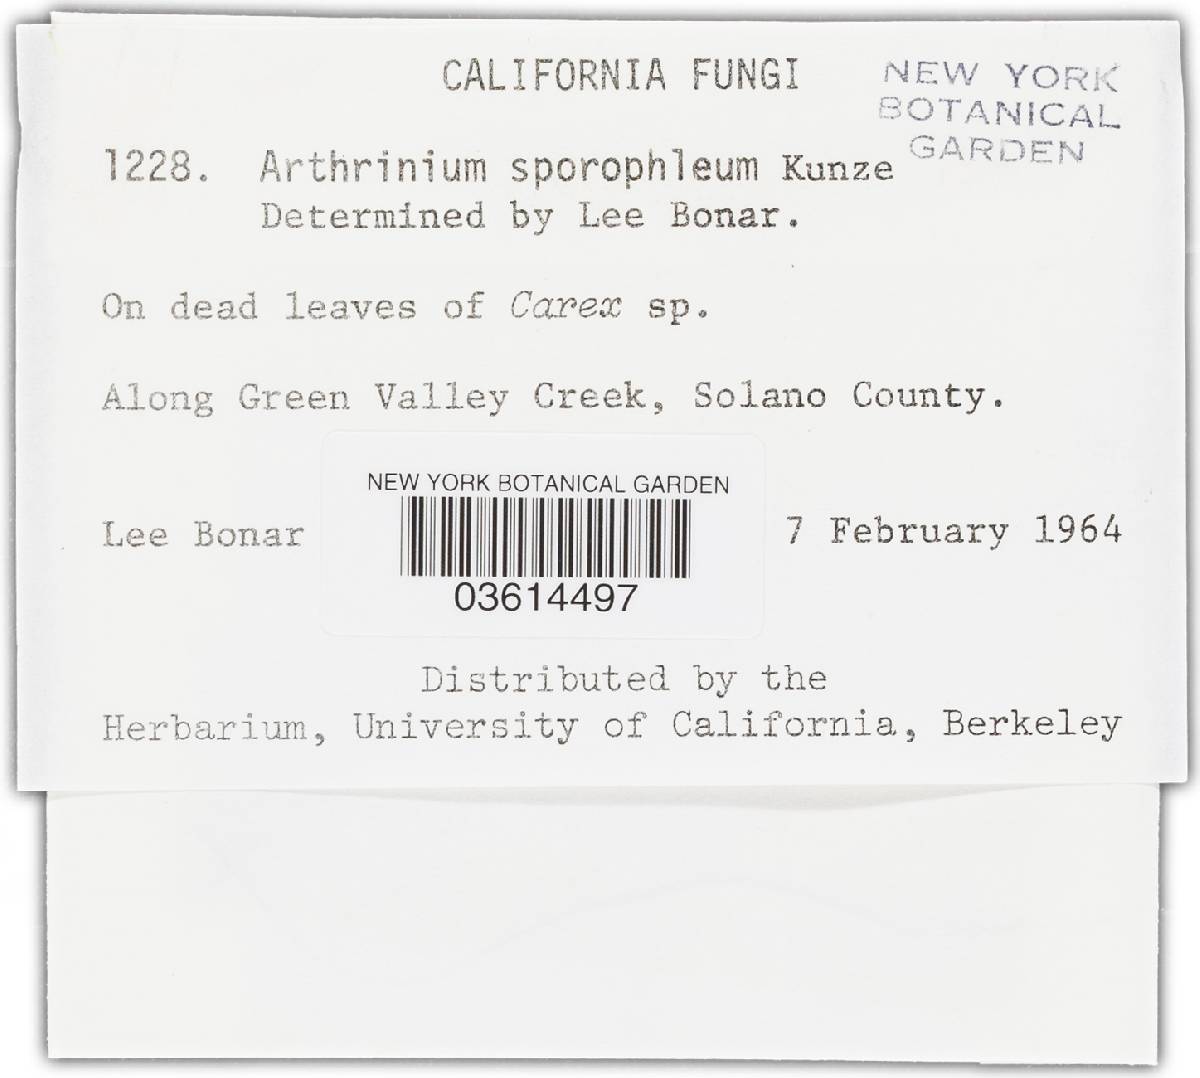 CALIFORNIA FUNGI
NEW YORK
BOTANICAL
GARDEN
1228. Arthrinium sporophleum Kunze
Determined by Lee Bonar.
On dead leaves of Carex sp.
Along Green Valley Creek, Solano County.
NEW YORK BOTANICAL GARDEN
03614497
Lee Bonar
7 February 1964
Distributed by the
Herbarium, University of California, Berkeley